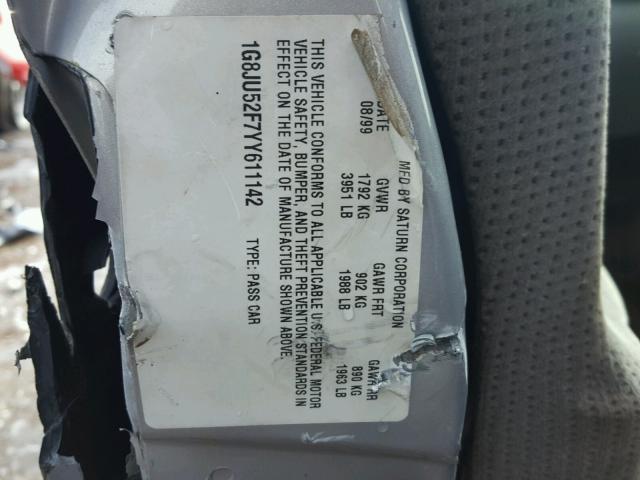 MFD BY SATURN CORPORATION
DATE GVWR GAWR FRT GAWR RR
08/99 1792 KG 902 KG 890 KG
3951 LB 1988 LB 1963 LB
THIS VEHICLE CONFORMS TO ALL APPLICABLE U.S. FEDERAL MOTOR
VEHICLE SAFETY, BUMPER, AND THEFT PREVENTION STANDARDS IN
EFFECT ON THE DATE OF MANUFACTURE SHOWN ABOVE.
1G8JU52F7YY611142 TYPE: PASS CAR